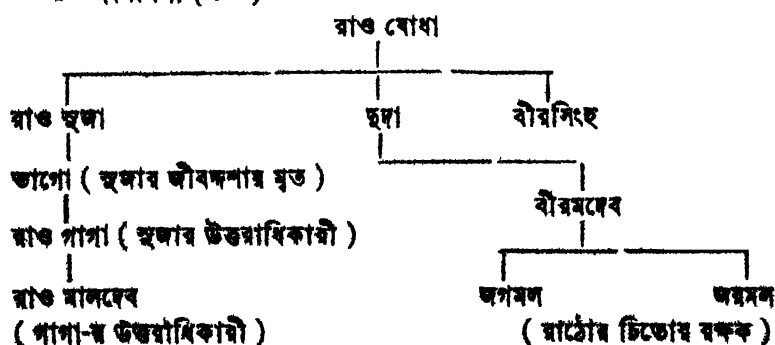 রাও যোধা
রাও সুজা দুদা বীরসিংহ
ভাগো ( সুজার জীবদ্দশায় মৃত )
বীরমদেব
রাও গাগা ( সুজার উত্তরাধিকারী )
রাও মালদেব জগমল জয়মল
( গাগা-র উত্তরাধিকারী ) ( রাঠোর চিতোর রক্ষক )